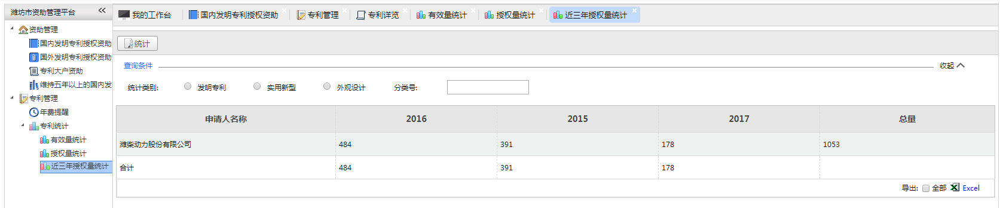 潍坊市资助管理平台
资助管理
国内发明专利授权资助
国外发明专利授权资助
专利大户资助
维持五年以上的国内发
专利管理
年费提醒
专利统计
有效量统计
授权量统计
近三年授权量统计
我的工作台 国内发明专利授权资助 专利管理 专利详览 有效量统计 授权量统计 近三年授权量统计
统计
查询条件 收起
统计类别: 发明专利 实用新型 外观设计 分类号:
申请人名称 2016 2015 2017 总量
潍柴动力股份有限公司 484 391 178 1053
合计 484 391 178
导出: 全部 Excel